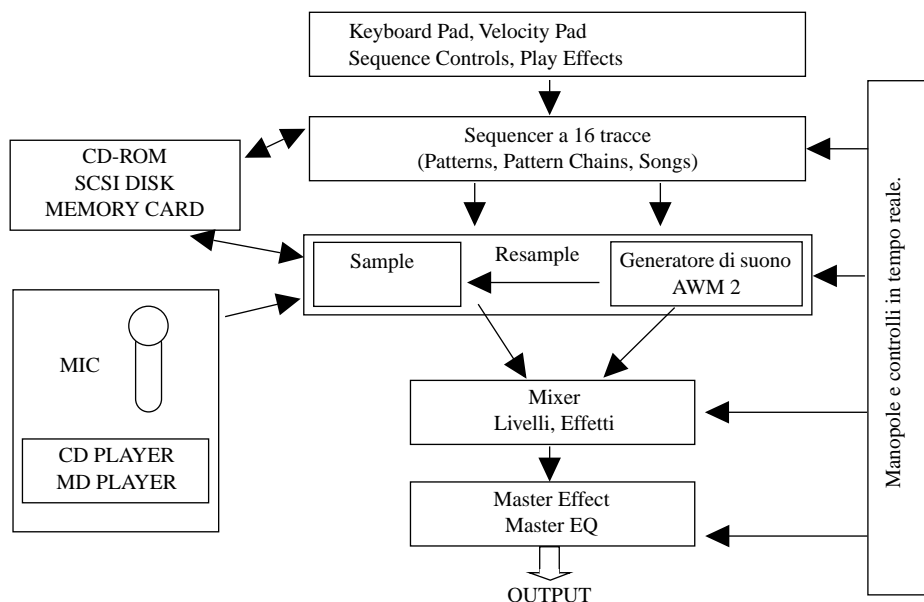 Keyboard Pad, Velocity Pad
Sequence Controls, Play Effects
Sequencer a 16 tracce
(Patterns, Pattern Chains, Songs)
CD-ROM
SCSI DISK
MEMORY CARD
Sample
Resample
Generatore di suono
AWM 2
MIC
CD PLAYER
MD PLAYER
Mixer
Livelli, Effetti
Master Effect
Master EQ
OUTPUT
Manopole e controlli in tempo reale.